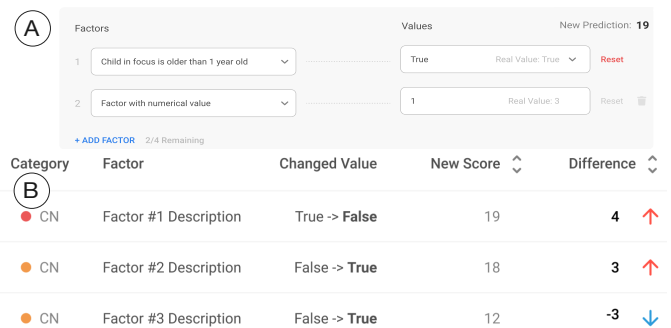 A
Factors Values New Prediction: 19
1 Child in focus is older than 1 year old True Real Value: True Reset
2 Factor with numerical value 1 Real Value: 3 Reset
+ ADD FACTOR 2/4 Remaining
Category Factor Changed Value New Score Difference
B
CN Factor #1 Description True -> False 19 4
CN Factor #2 Description False -> True 18 3
CN Factor #3 Description False -> True 12 -3